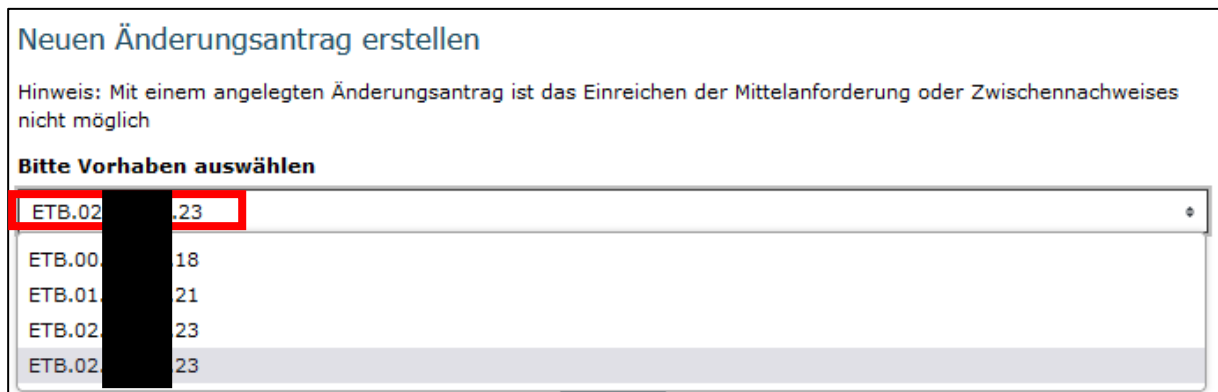 Neuen Änderungsantrag erstellen
Hinweis: Mit einem angelegten Änderungsantrag ist das Einreichen der Mittelanforderung oder Zwischennachweises
nicht möglich
Bitte Vorhaben auswählen
ETB.02 .23
ETB.00. .18
ETB.01. .21
ETB.02. .23
ETB.02. .23